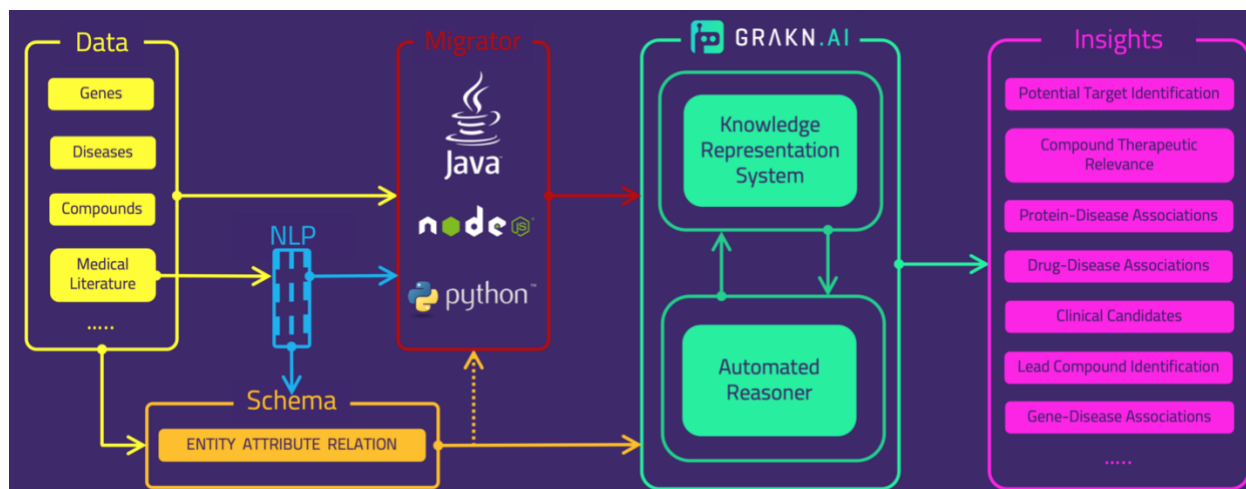 Data
Genes
Diseases
Compounds
Medical
Literature
.....
NLP
Schema
ENTITY ATTRIBUTE RELATION
Migrator
Java
node
JS
python™
GRAKN.AI
Knowledge
Representation
System
Automated
Reasoner
Insights
Potential Target Identification
Compound Therapeutic
Relevance
Protein-Disease Associations
Drug-Disease Associations
Clinical Candidates
Lead Compound Identification
Gene-Disease Associations
.....